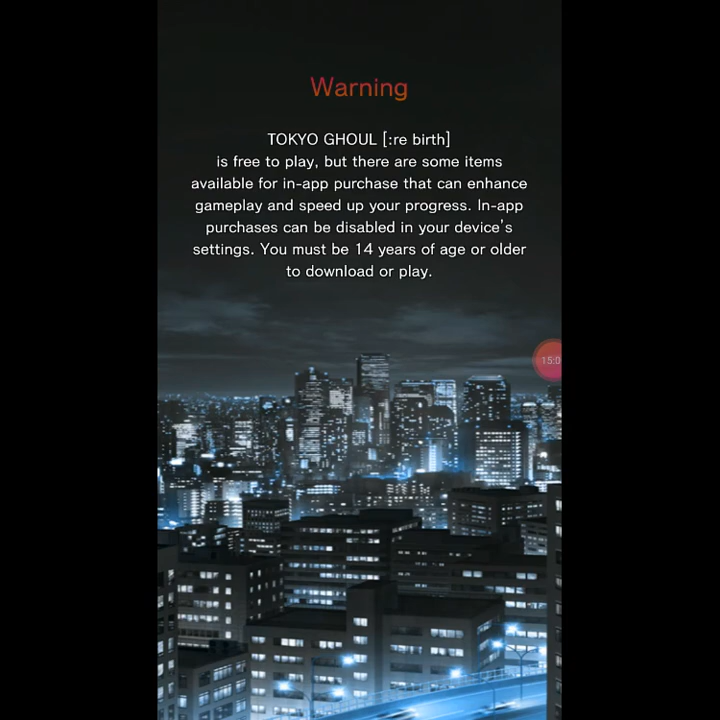 Warning
TOKYO GHOUL [:re birth]
is free to play, but there are some items
available for in-app purchase that can enhance
gameplay and speed up your progress. In-app
purchases can be disabled in your device's
settings. You must be 14 years of age or older
to download or play.
15:0